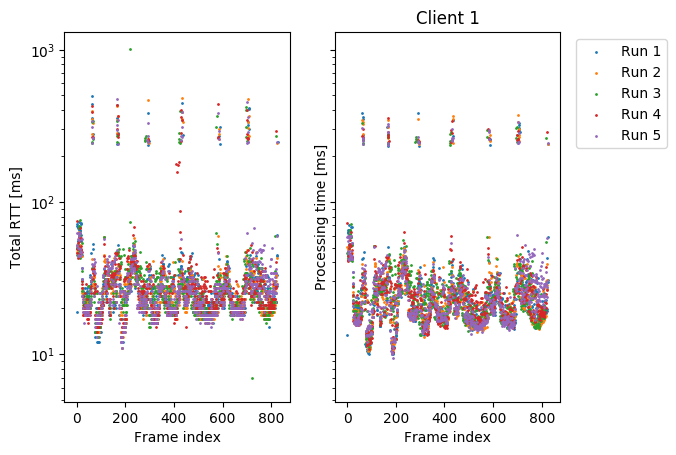 Client 1
Total RTT [ms]
10³
10²
10¹
0 200 400 600 800
Frame index
Processing time [ms]
0 200 400 600 800
Frame index
Run 1
Run 2
Run 3
Run 4
Run 5